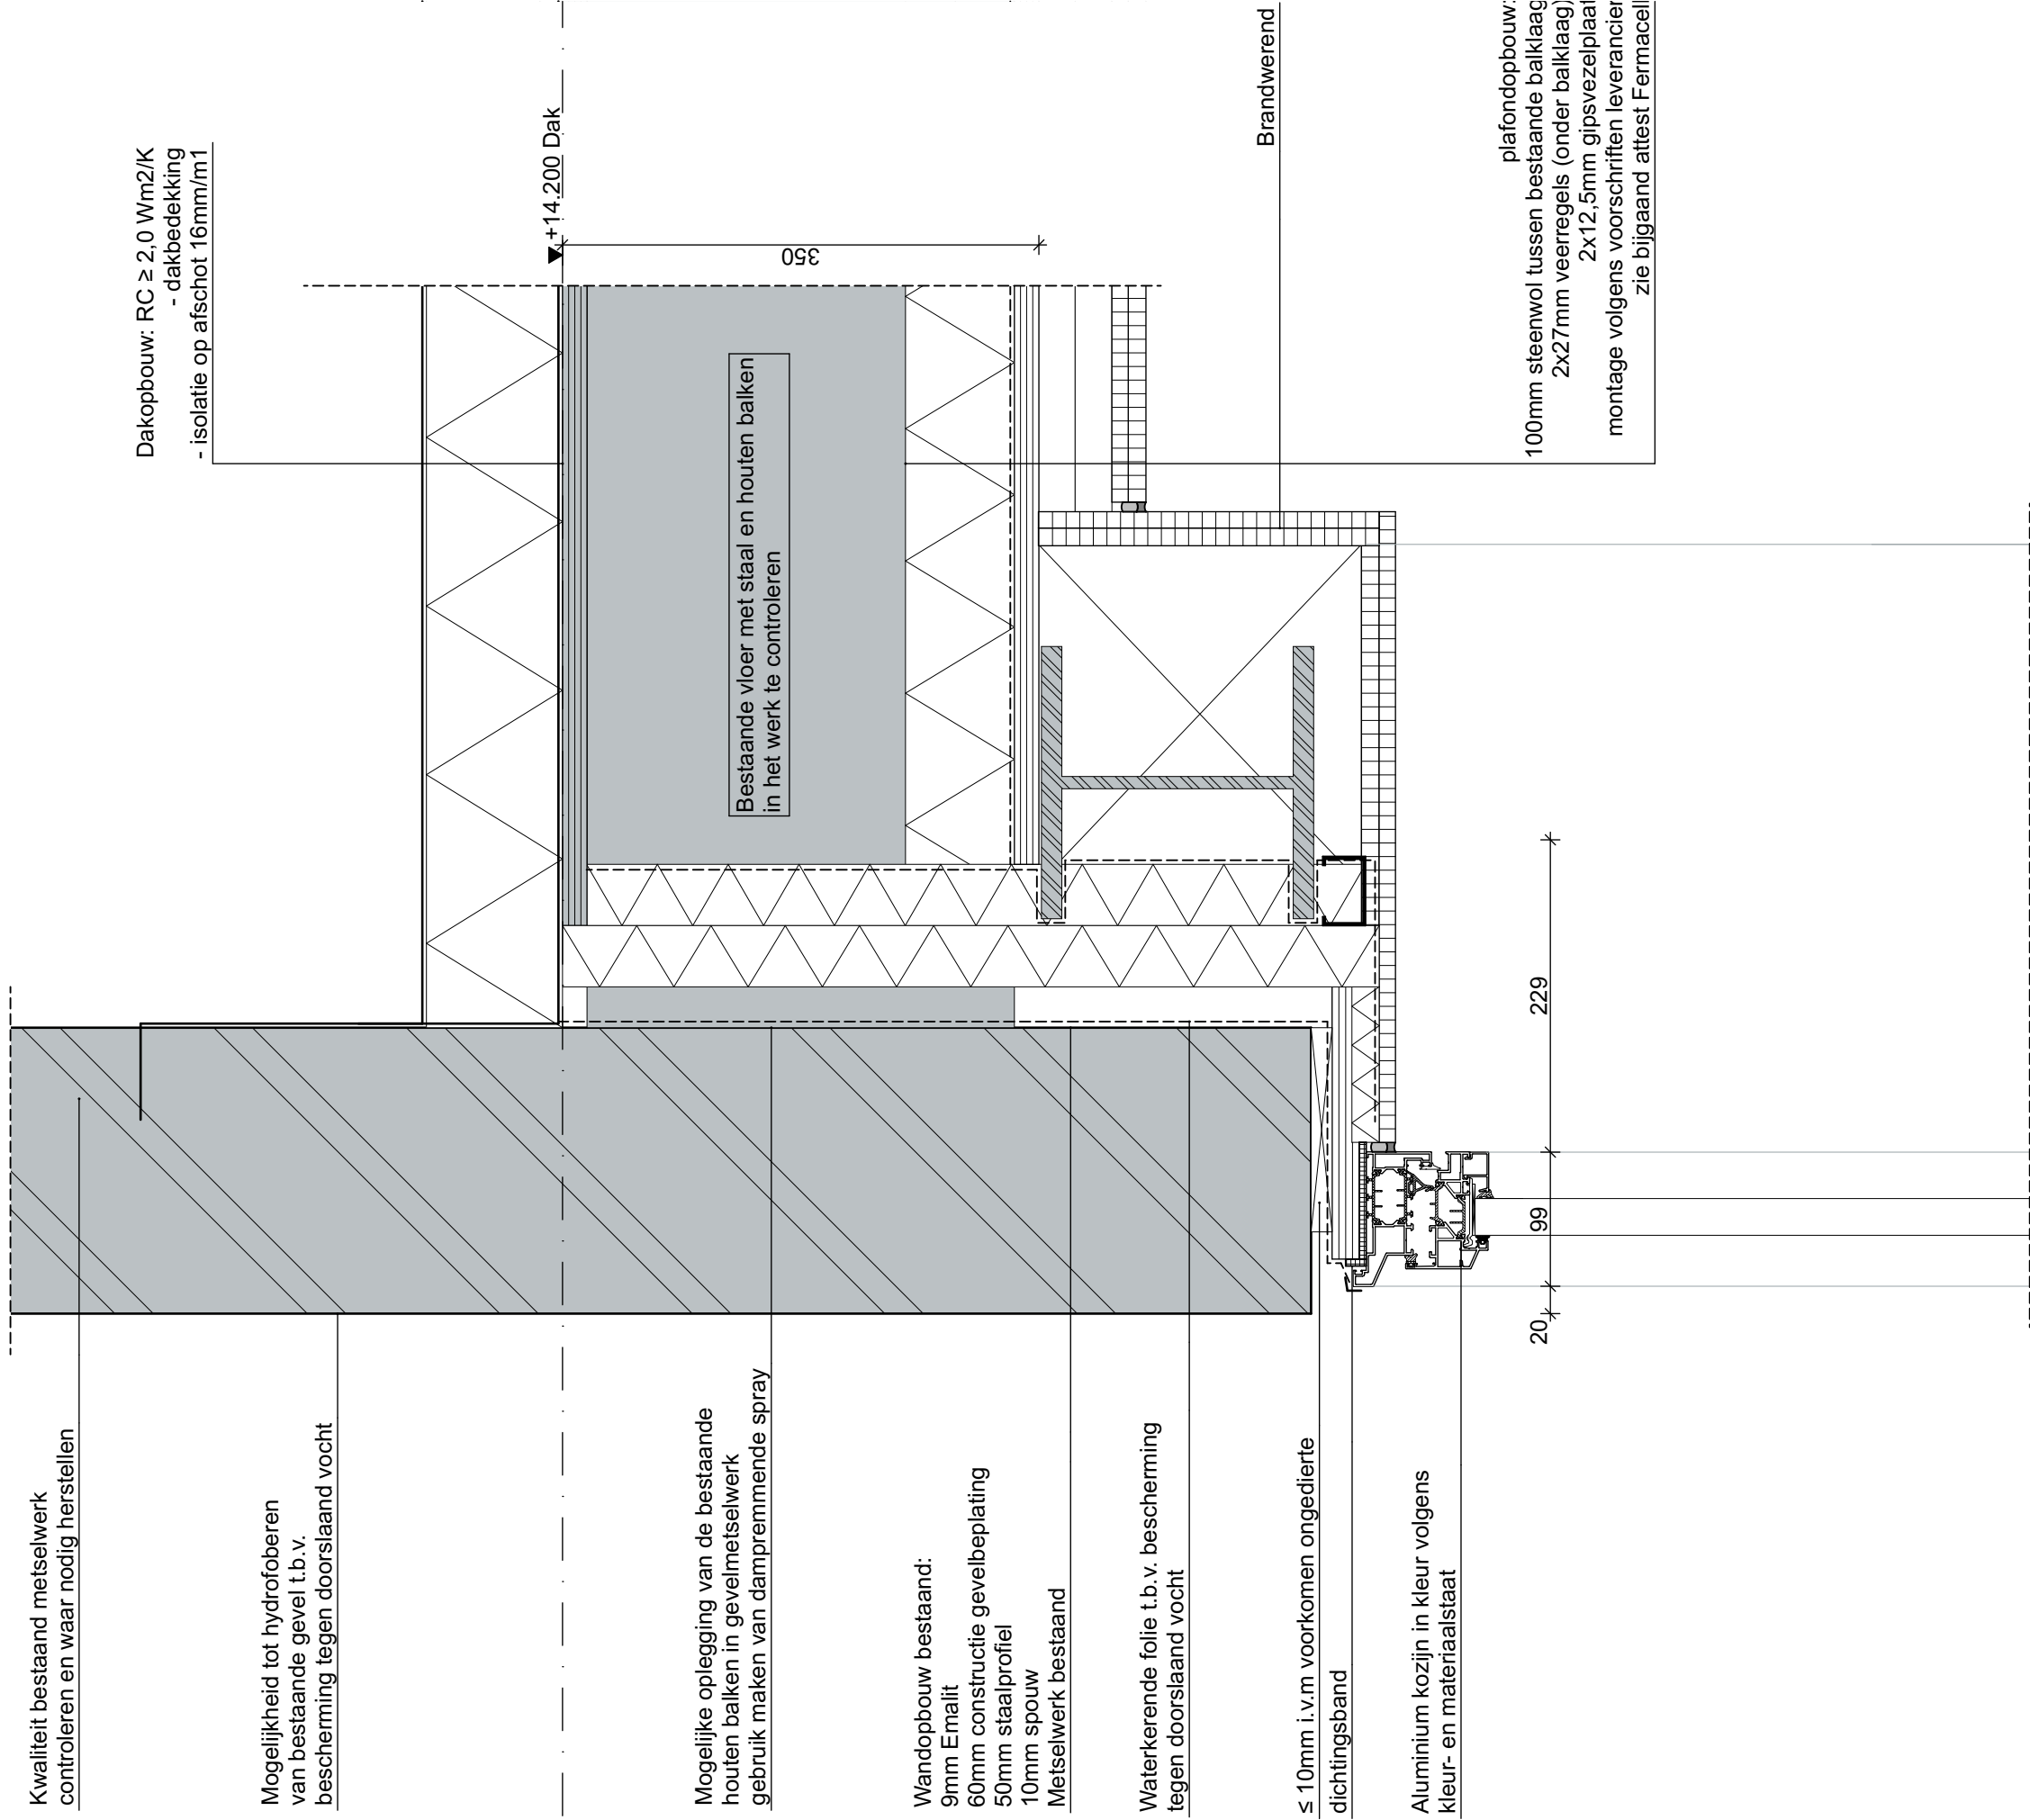 Kwaliteit bestand metselwerk
controleren en waar nodig herstellen
Mogelijkheid tot hydrofoberen
van bestaande gevel t.b.v.
bescherming tegen doorslaand vocht
Mogelijke oplegging van de bestaande
houten balken in gevelmetselwerk
gebruik maken van dampremmende spray
Wandopbouw bestaand:
9mm Emalit
60mm constructie gevelbeplating
50mm staalprofiel
10mm spouw
Metselwerk bestaand
Waterkerende folie t.b.v. bescherming
tegen doorslaand vocht
≤ 10mm i.v.m voorkomen ongedierte
dichtingsband
Aluminium kozijn in kleur volgens
kleur- en materiaalstaat
Dakopbouw: RC ≥ 2,0 Wm2/K
- dakbedekking
- isolatie op afschot 16mm/m1
+14.200 Dak
350
Bestaande vloer met staal en houten balken
in het werk te controleren
Brandwerend
plafondopbouw:
100mm steenwol tussen bestaande balklaag
2x27mm veerregels (onder balklaag)
2x12,5mm gipsvezelplaat
montage volgens voorschriften leverancier
zie bijgaand attest Fermacell
20
99
229